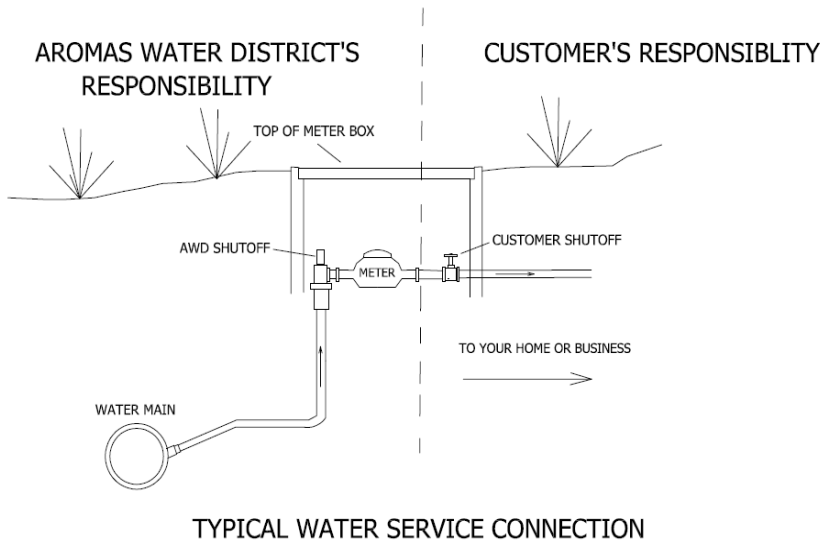 AROMAS WATER DISTRICT'S
RESPONSIBILITY
CUSTOMER'S RESPONSIBLITY
TOP OF METER BOX
AWD SHUTOFF
CUSTOMER SHUTOFF
METER
TO YOUR HOME OR BUSINESS
WATER MAIN
TYPICAL WATER SERVICE CONNECTION